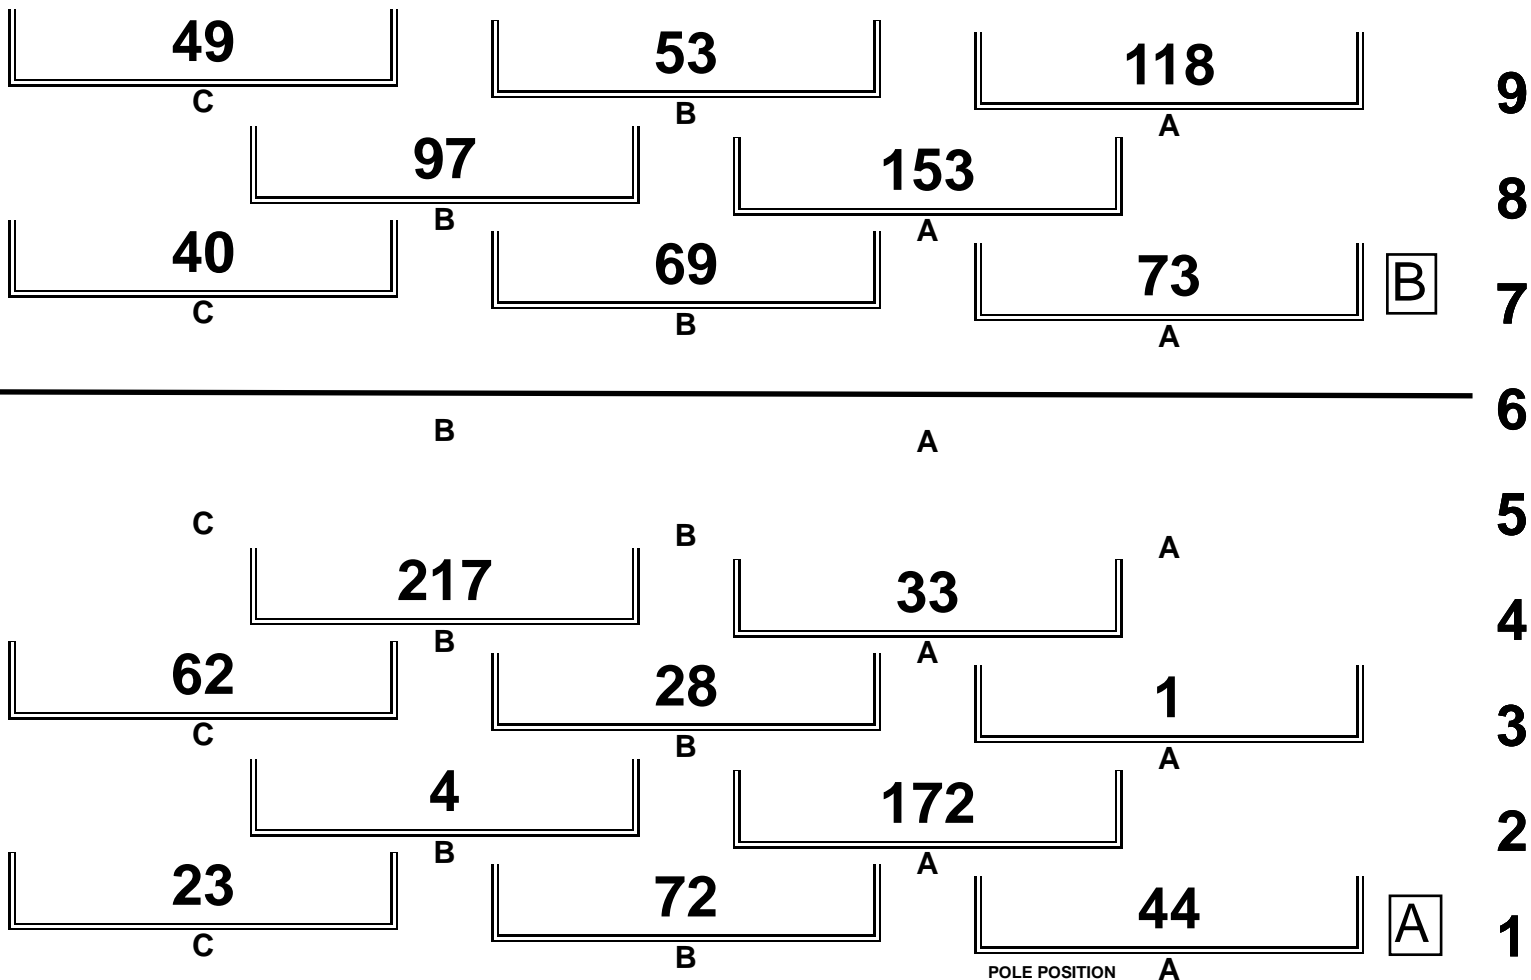 49 53 118
C B A 9
97 153
B A 8
40 69 73 B
C B A 7
B A 6
C B A 5
217 33
B A 4
62 28 1
C B A 3
4 172
B A 2
23 72 44 A
C B POLE POSITION A 1